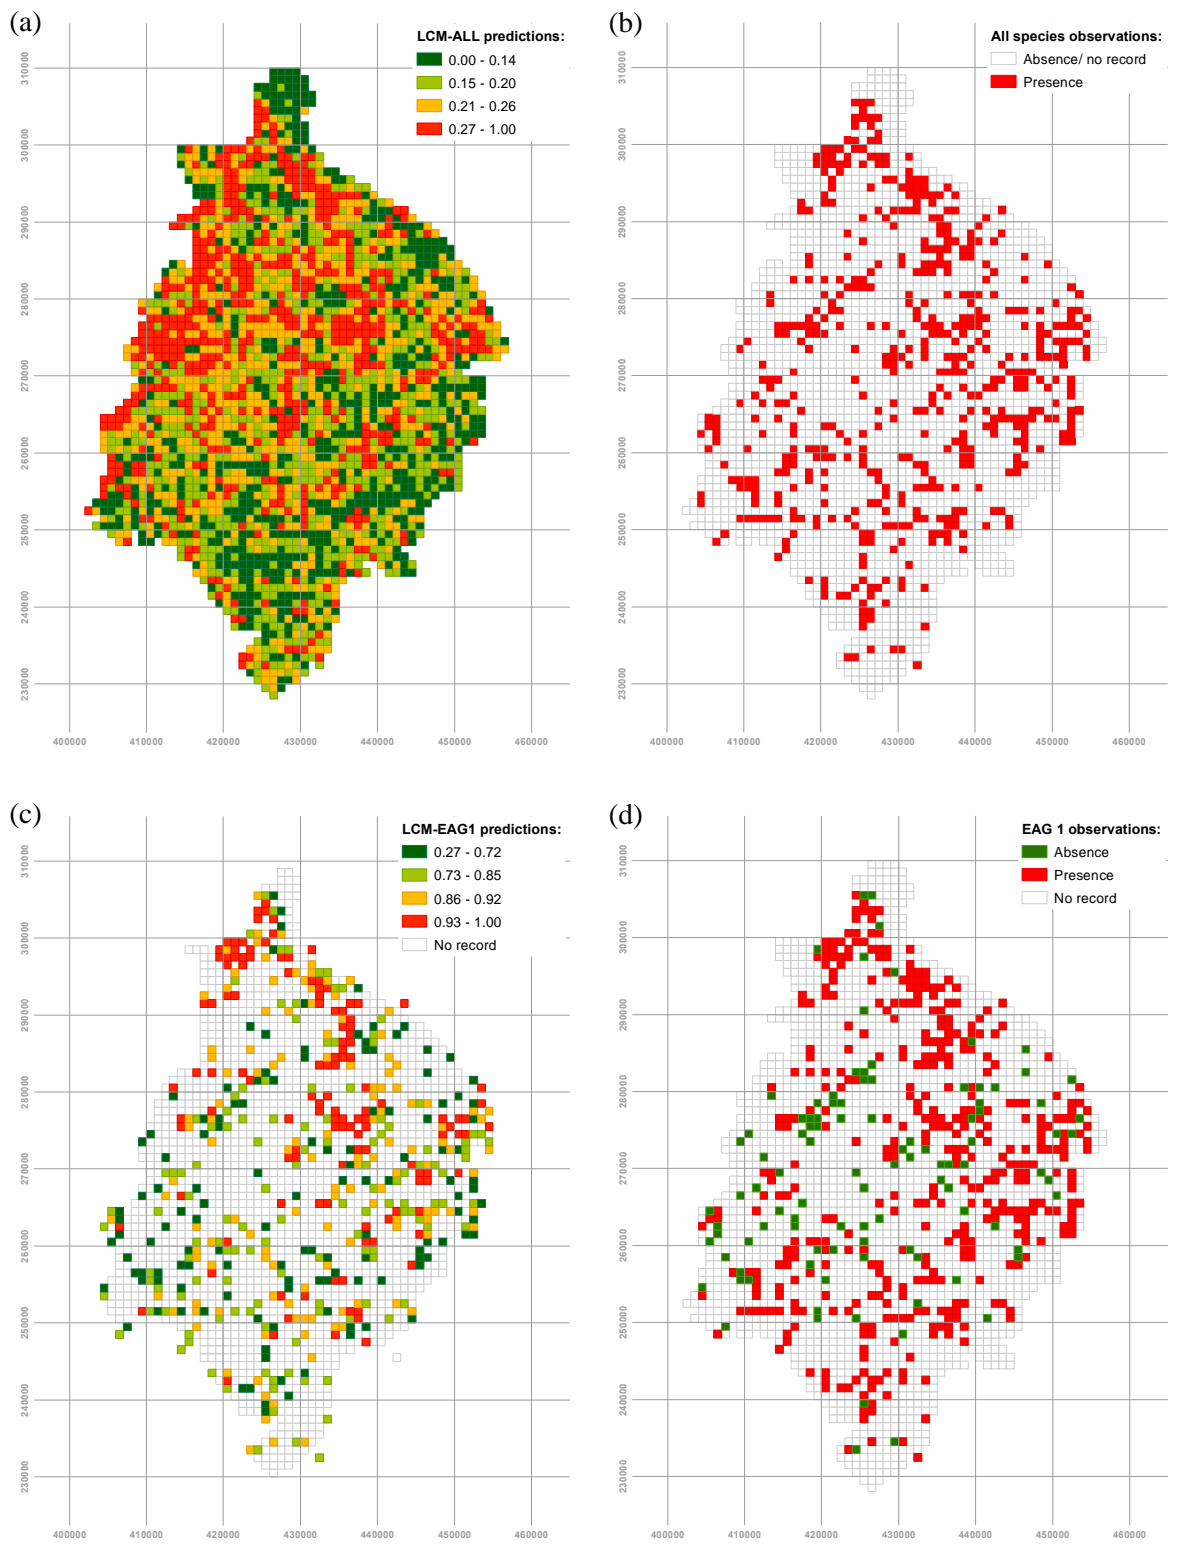 (a)
LCM-ALL predictions:
0.00 - 0.14
0.15 - 0.20
0.21 - 0.26
0.27 - 1.00
310000
300000
290000
280000
270000
260000
250000
240000
230000
400000 410000 420000 430000 440000 450000 460000
(b)
All species observations:
Absence/ no record
Presence
310000
300000
290000
280000
270000
260000
250000
240000
230000
400000 410000 420000 430000 440000 450000 460000
(c)
LCM-EAG1 predictions:
0.27 - 0.72
0.73 - 0.85
0.86 - 0.92
0.93 - 1.00
No record
310000
300000
290000
280000
270000
260000
250000
240000
230000
400000 410000 420000 430000 440000 450000 460000
(d)
EAG 1 observations:
Absence
Presence
No record
310000
300000
290000
280000
270000
260000
250000
240000
230000
400000 410000 420000 430000 440000 450000 460000